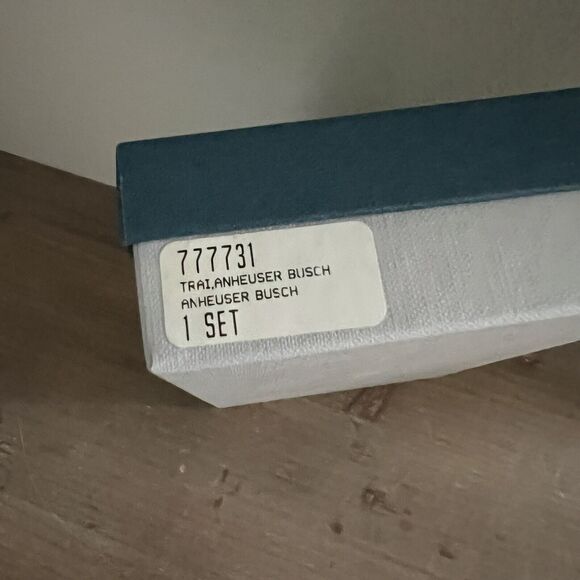 777731
TRAI,ANHEUSER BUSCH
ANHEUSER BUSCH
1 SET